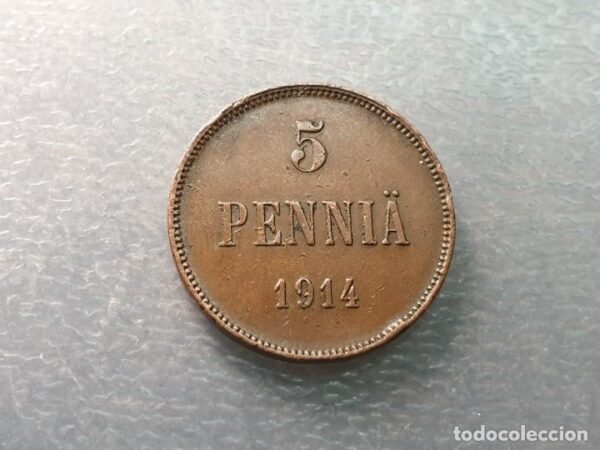 5
PENNIÄ
1914
todocoleccion